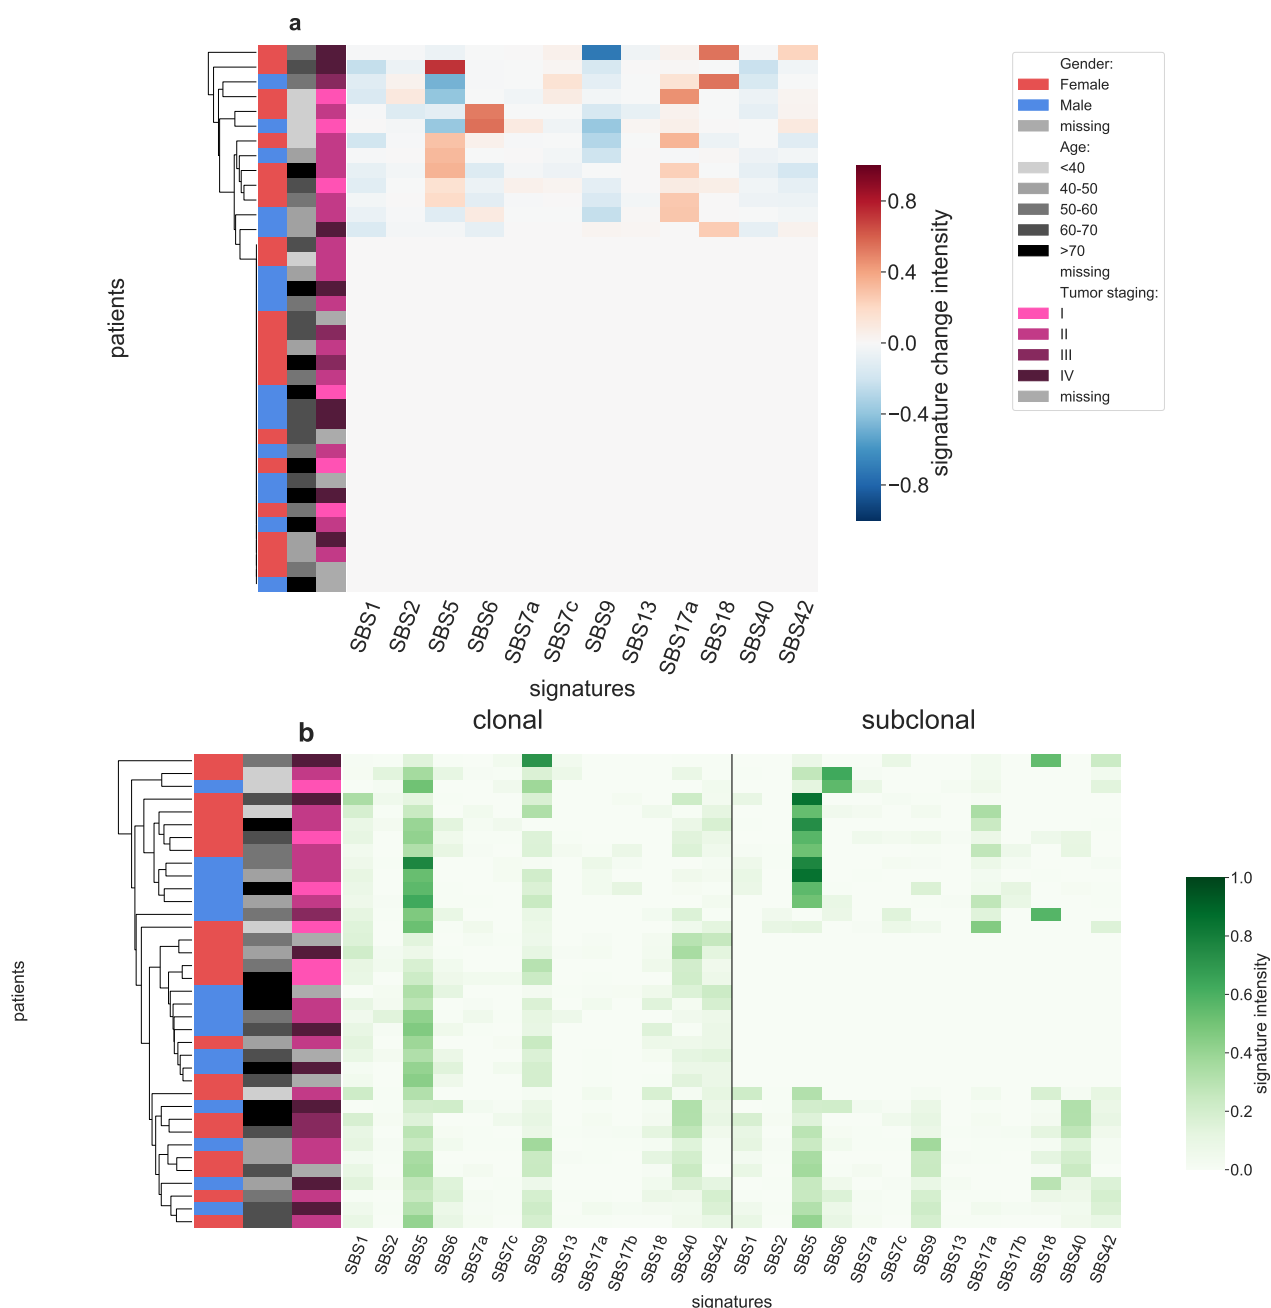 a
Gender:
Female
Male
missing
Age:
<40
40-50
50-60
60-70
>70
missing
Tumor staging:
I
II
III
IV
missing
patients
0.8
0.4
0.0
−0.4
−0.8
signature change intensity
SBS1
SBS2
SBS5
SBS6
SBS7a
SBS7c
SBS9
SBS13
SBS17a
SBS18
SBS40
SBS42
signatures
b
clonal
subclonal
patients
1.0
0.8
0.6
0.4
0.2
0.0
signature intensity
SBS1
SBS2
SBS5
SBS6
SBS7a
SBS7c
SBS9
SBS13
SBS17a
SBS17b
SBS18
SBS40
SBS42
SBS1
SBS2
SBS5
SBS6
SBS7a
SBS7c
SBS9
SBS13
SBS17a
SBS17b
SBS18
SBS40
SBS42
signatures